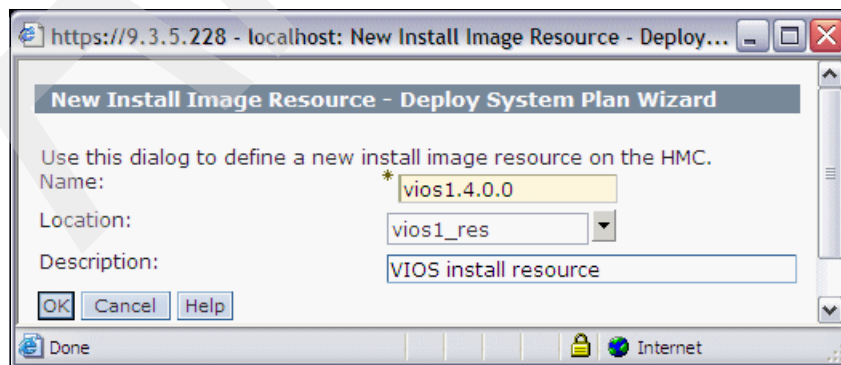 https://9.3.5.228 - localhost: New Install Image Resource - Deploy...
New Install Image Resource - Deploy System Plan Wizard
Use this dialog to define a new install image resource on the HMC.
Name: * vios1.4.0.0
Location: vios1_res
Description: VIOS install resource
OK Cancel Help
Done Internet